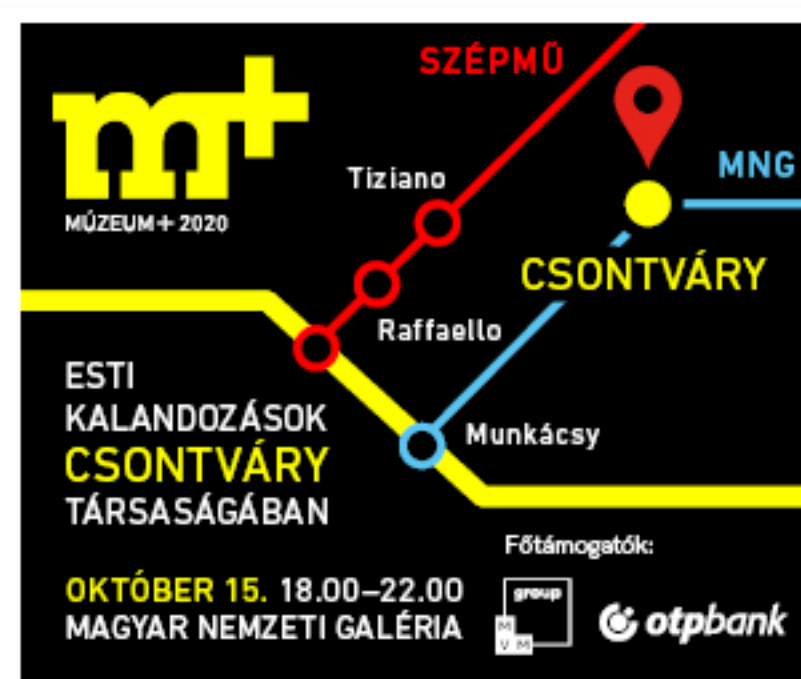 SZÉPMŰ
m+
MÚZEUM+ 2020
Tiziano
MNG
CSONTVÁRY
Raffaello
Munkácsy
ESTI
KALANDOZÁSOK
CSONTVÁRY
TÁRSASÁGÁBAN
OKTÓBER 15. 18.00–22.00
MAGYAR NEMZETI GALÉRIA
Főtámogatók:
group
M
V M
otpbank